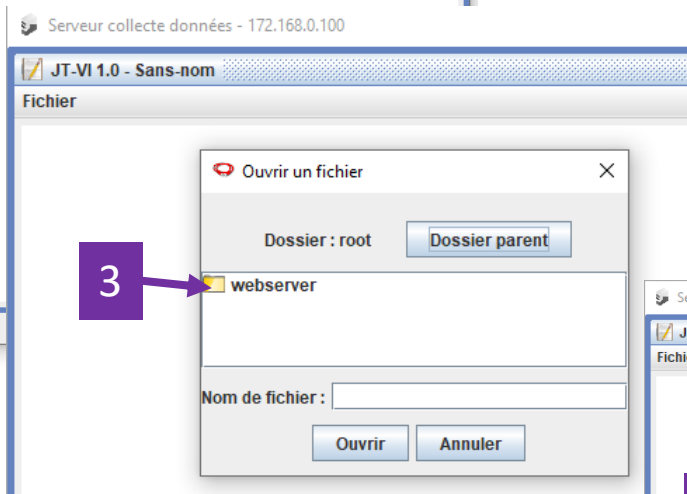 Serveur collecte données - 172.168.0.100
JT-VI 1.0 - Sans-nom
Fichier
Ouvrir un fichier
Dossier : root
Dossier parent
3
webserver
Nom de fichier :
Ouvrir
Annuler